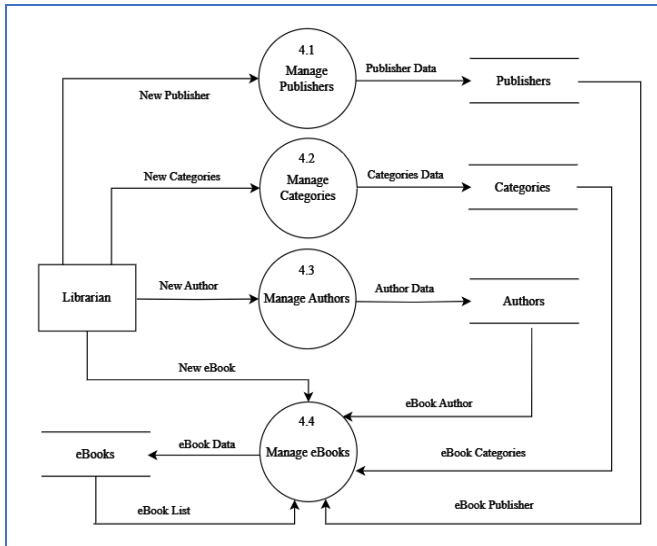 4.1
Manage
Publishers
Publisher Data
Publishers
New Publisher
4.2
Manage
Categories
New Categories
Categories Data
Categories
4.3
Manage Authors
New Author
Author Data
Authors
Librarian
New eBook
4.4
Manage eBooks
eBook Author
eBook Data
eBooks
eBook Categories
eBook List
eBook Publisher